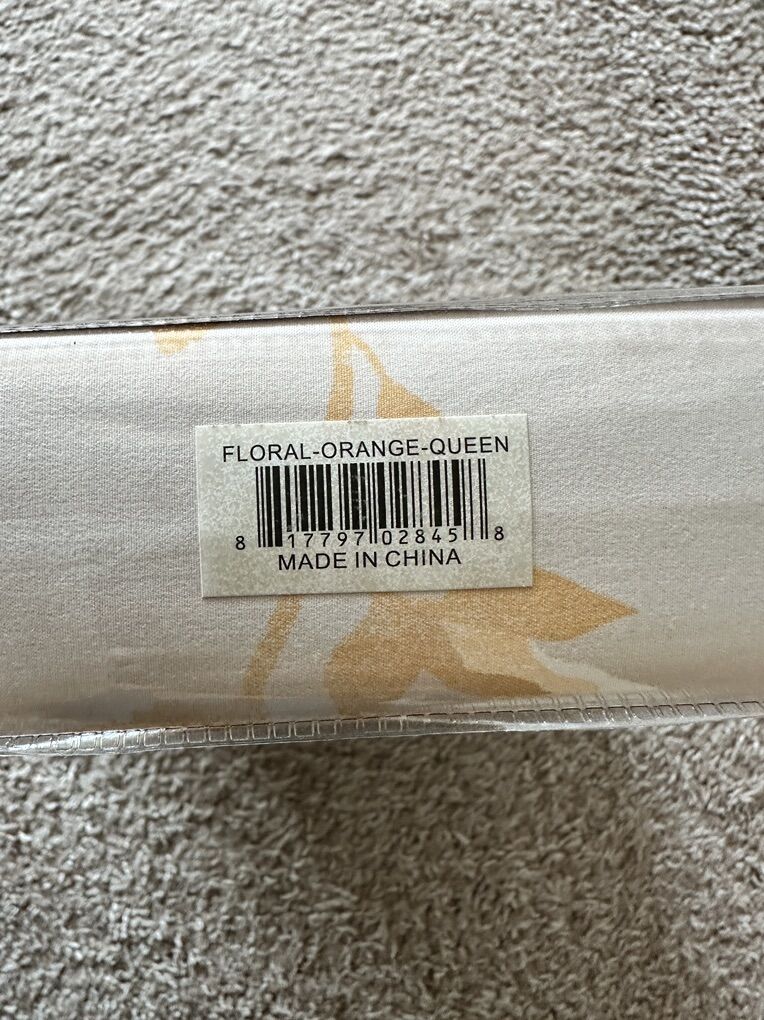 FLORAL-ORANGE-QUEEN
8 17797 02845 8
MADE IN CHINA